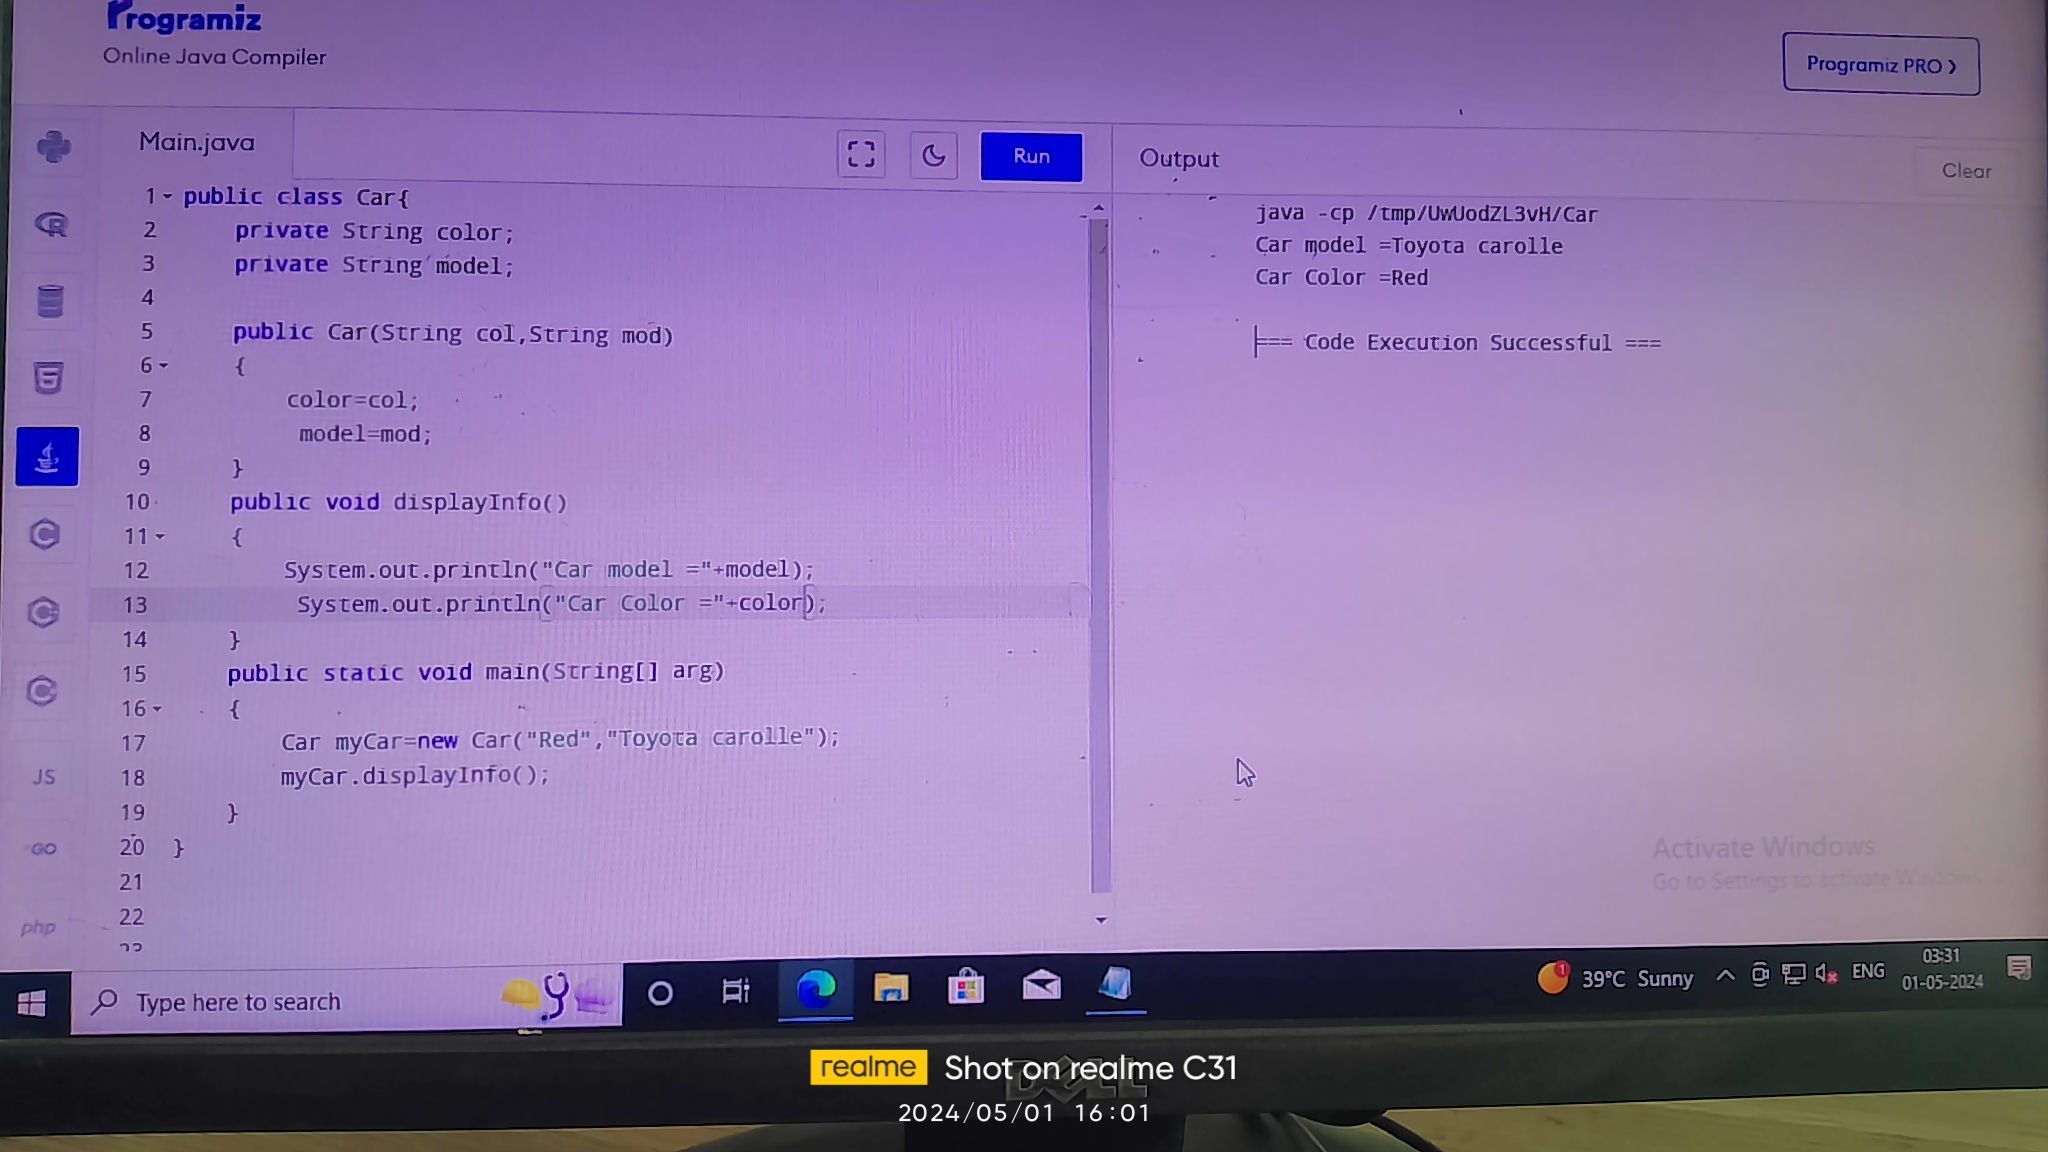 Programiz
Online Java Compiler
Programiz PRO ❯
Main.java
Run
Output
Clear
1 public class Car{
2 private String color;
3 private String model;
4
5 public Car(String col,String mod)
6 {
7 color=col;
8 model=mod;
9 }
10 public void displayInfo()
11 {
12 System.out.println("Car model ="+model);
13 System.out.println("Car Color ="+color);
14 }
15 public static void main(String[] arg)
16 {
17 Car myCar=new Car("Red","Toyota carolle");
18 myCar.displayInfo();
19 }
20 }
21
22
java -cp /tmp/UwUodZL3vH/Car
Car model =Toyota carolle
Car Color =Red
=== Code Execution Successful ===
JS
GO
php
Activate Windows
Go to Settings to activate Windows.
Type here to search
1
39°C Sunny
ENG
03:31
01-05-2024
DELL
realme Shot on realme C31
2024/05/01 16:01